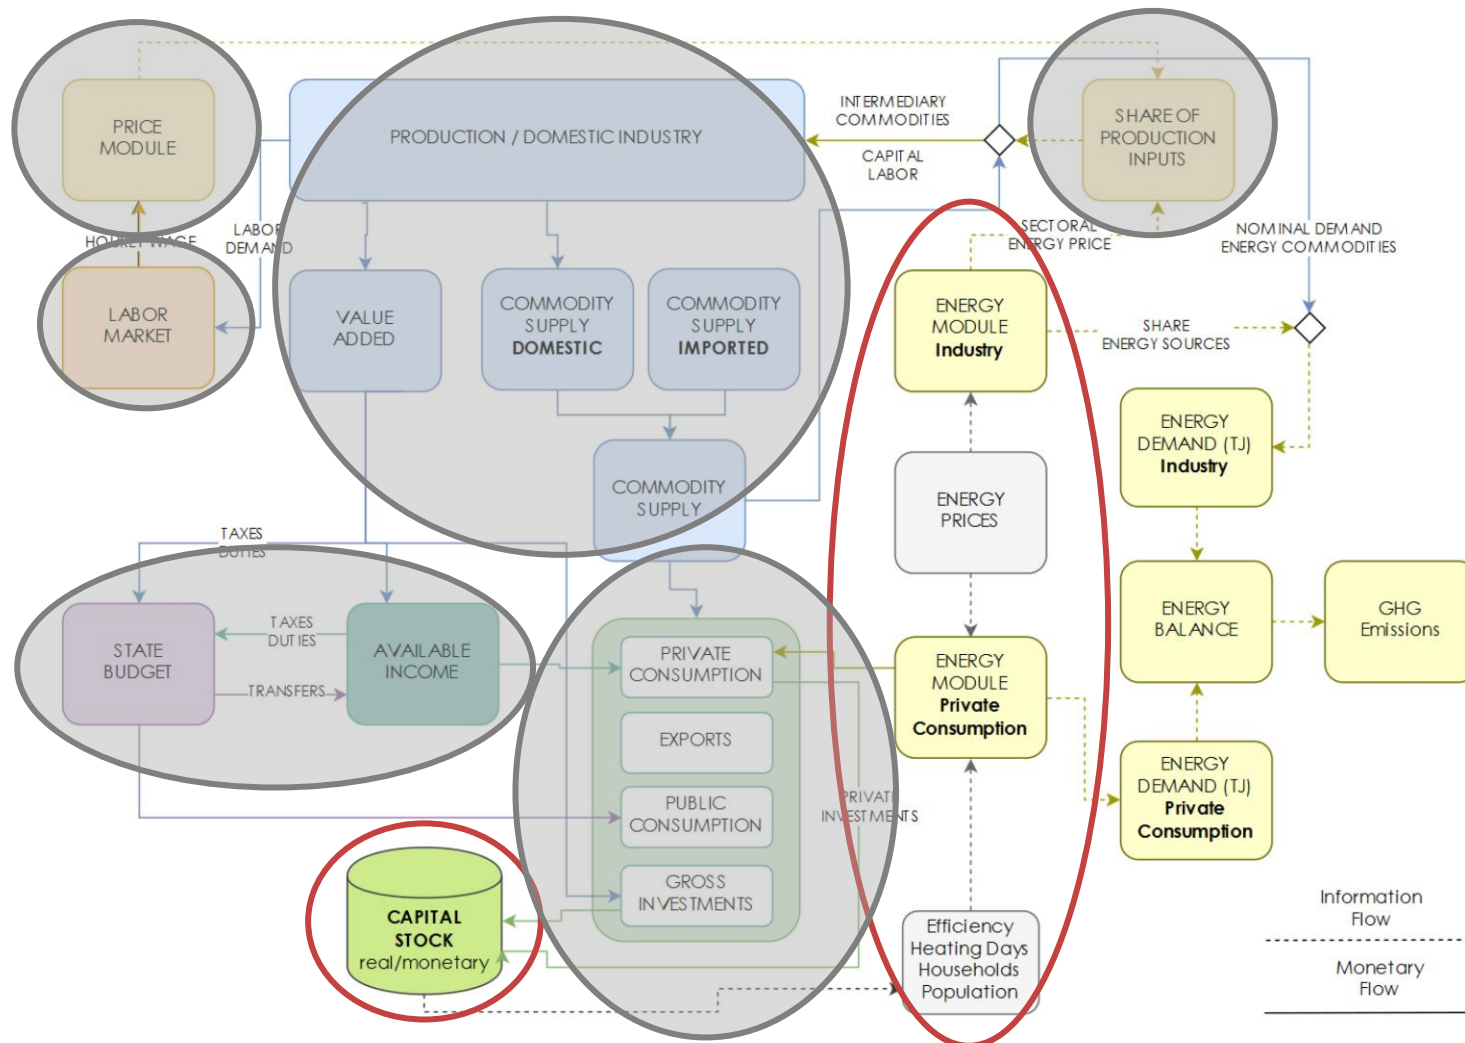 PRICE
MODULE
PRODUCTION / DOMESTIC INDUSTRY
INTERMEDIARY
COMMODITIES
CAPITAL
LABOR
SHARE OF
PRODUCTION
INPUTS
HOURLY WAGE
LABOR
DEMAND
SECTORAL
ENERGY PRICE
NOMINAL DEMAND
ENERGY COMMODITIES
LABOR
MARKET
VALUE
ADDED
COMMODITY
SUPPLY
DOMESTIC
COMMODITY
SUPPLY
IMPORTED
ENERGY
MODULE
Industry
SHARE
ENERGY SOURCES
ENERGY
DEMAND (TJ)
Industry
COMMODITY
SUPPLY
ENERGY
PRICES
TAXES
DUTIES
STATE
BUDGET
TAXES
DUTIES
TRANSFERS
AVAILABLE
INCOME
PRIVATE
CONSUMPTION
EXPORTS
PUBLIC
CONSUMPTION
GROSS
INVESTMENTS
PRIVATE
INVESTMENTS
ENERGY
MODULE
Private
Consumption
ENERGY
BALANCE
GHG
Emissions
ENERGY
DEMAND (TJ)
Private
Consumption
CAPITAL
STOCK
real/monetary
Efficiency
Heating Days
Households
Population
Information
Flow
Monetary
Flow